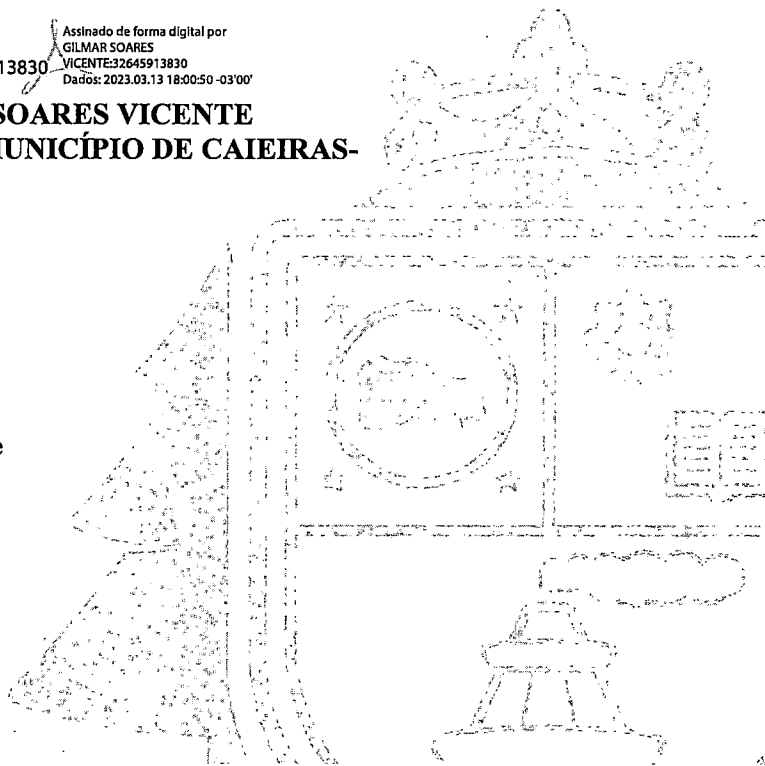 Assinado de forma digital por
GILMAR SOARES
13830 VICENTE:32645913830
Dados: 2023.03.13 18:00:50 -03'00'
SOARES VICENTE
MUNICÍPIO DE CAIEIRAS-
e